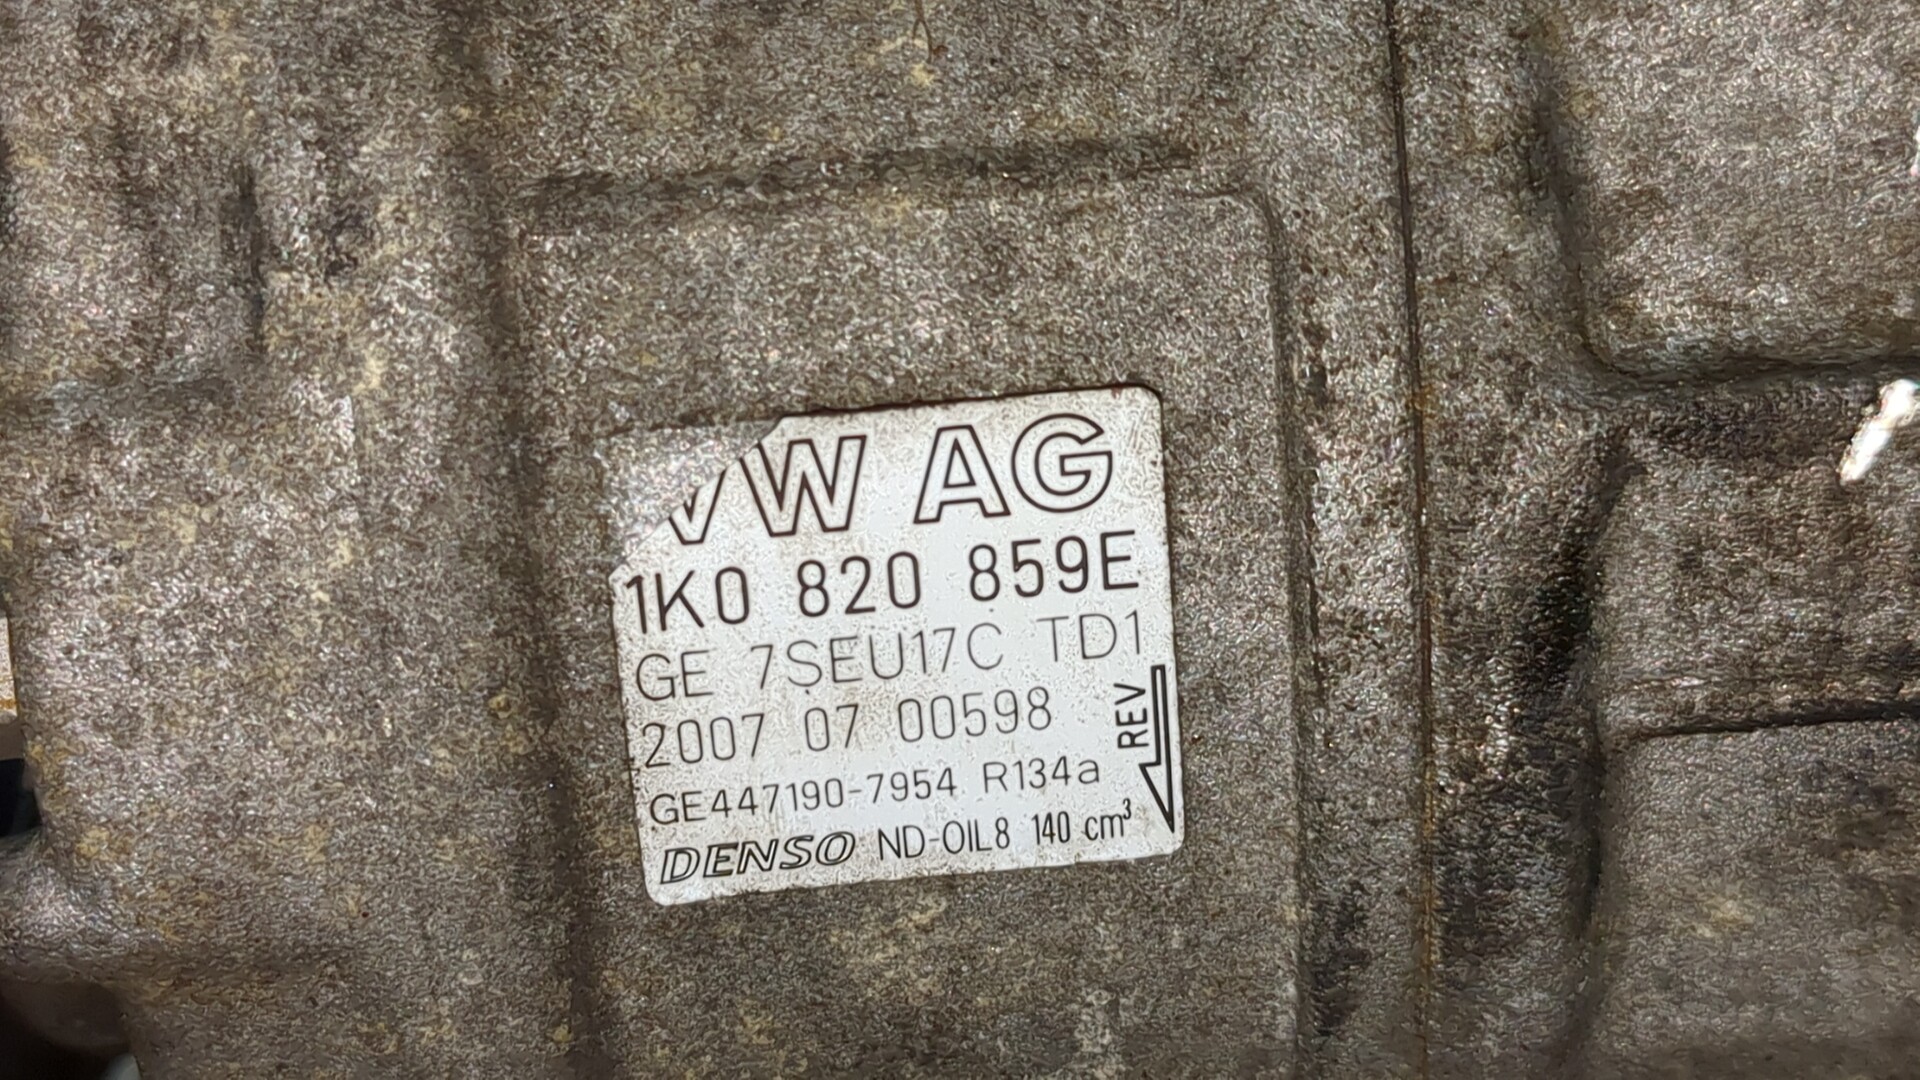 VW AG
1K0 820 859E
GE 7SEU17C TD1
2007 07 00598
REV
GE447190-7954 R134a
DENSO ND-OIL8 140 cm³